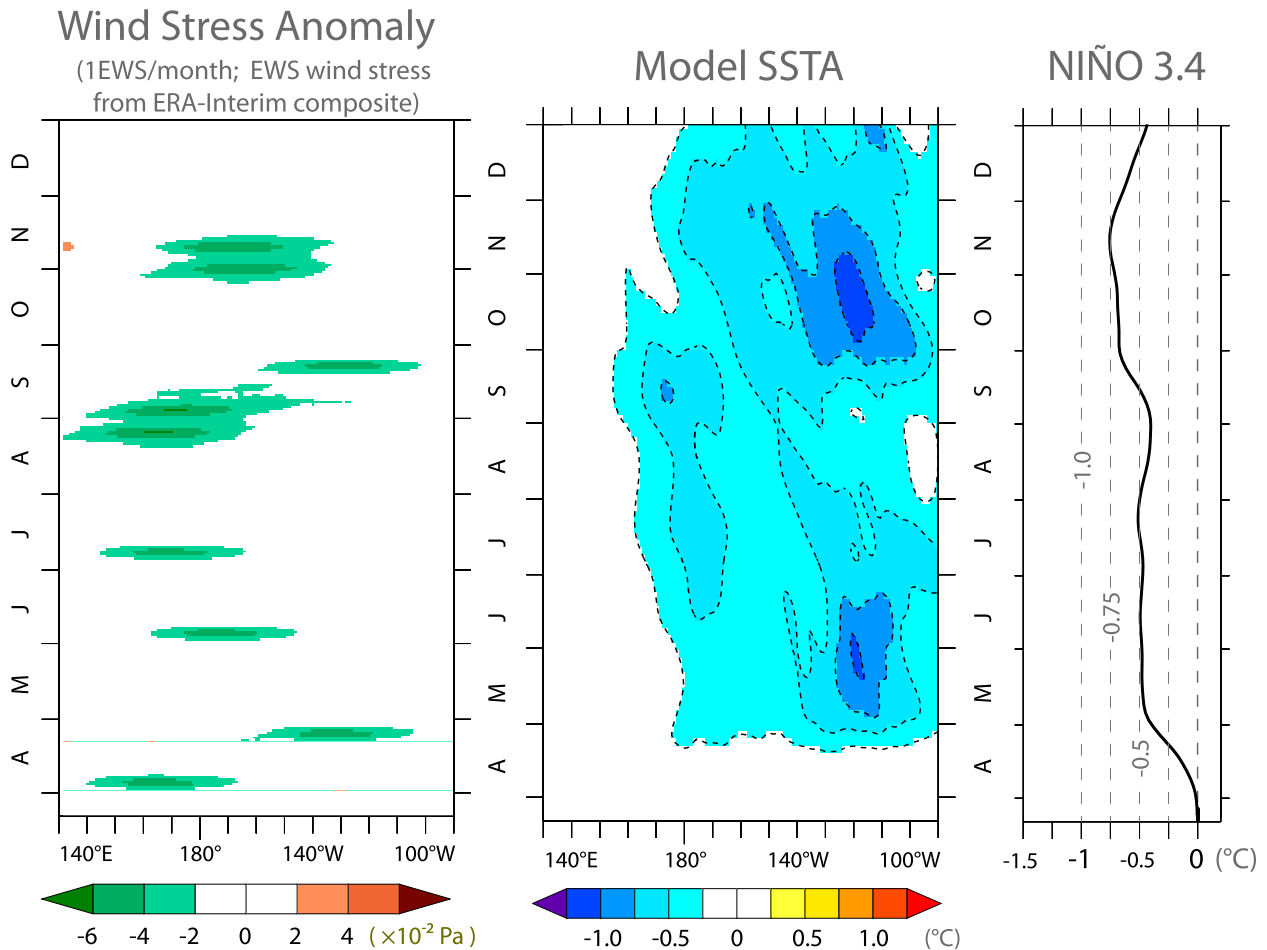 Wind Stress Anomaly
(1EWS/month; EWS wind stress
from ERA-Interim composite)
D
N
O
S
A
J
J
M
A
140°E 180° 140°W 100°W
-6 -4 -2 0 2 4 (×10⁻² Pa)
Model SSTA
D
N
O
S
A
J
J
M
A
140°E 180° 140°W 100°W
-1.0 -0.5 0 0.5 1.0 (°C)
NIÑO 3.4
D
N
O
S
A
J
J
M
A
-1.0
-0.75
-0.5
-1.5 -1 -0.5 0 (°C)